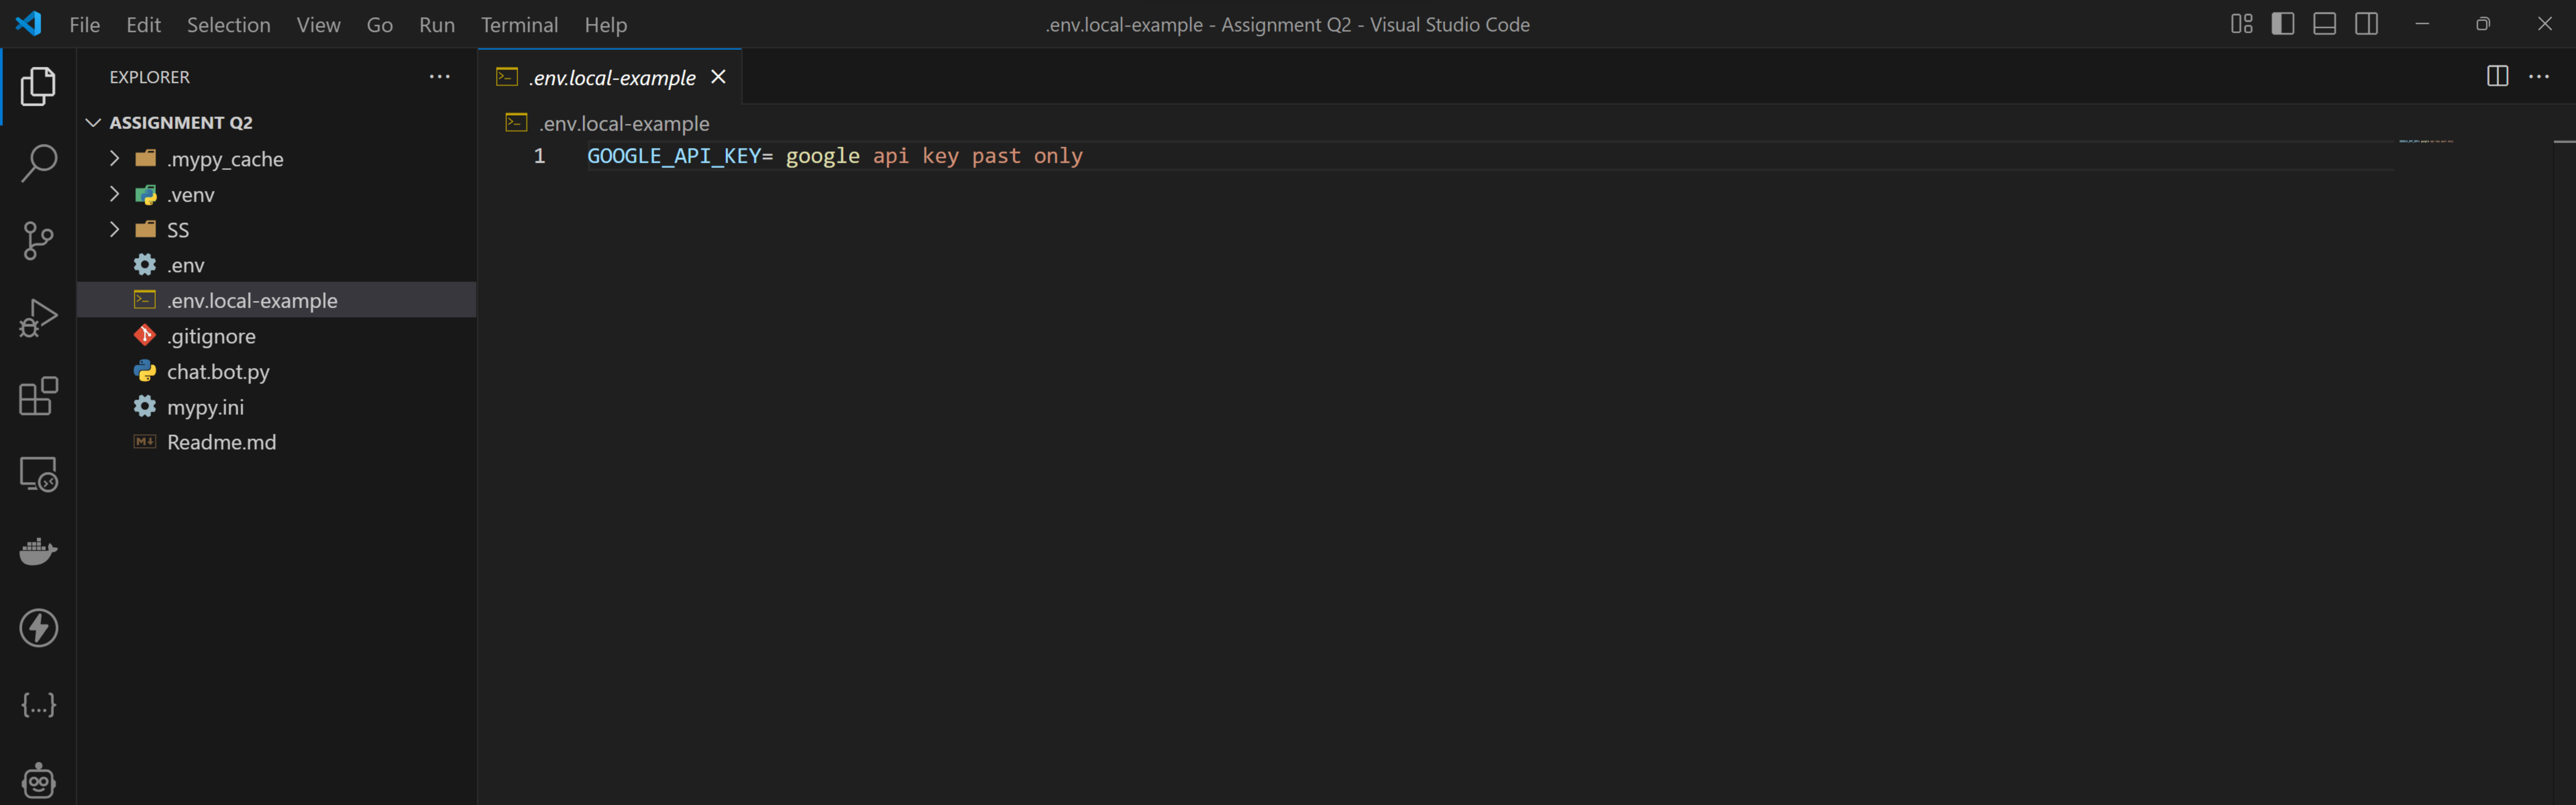 File Edit Selection View Go Run Terminal Help
.env.local-example - Assignment Q2 - Visual Studio Code
EXPLORER
ASSIGNMENT Q2
.mypy_cache
.venv
SS
.env
.env.local-example
.gitignore
chat.bot.py
mypy.ini
Readme.md
.env.local-example
.env.local-example
1 GOOGLE_API_KEY= google api key past only